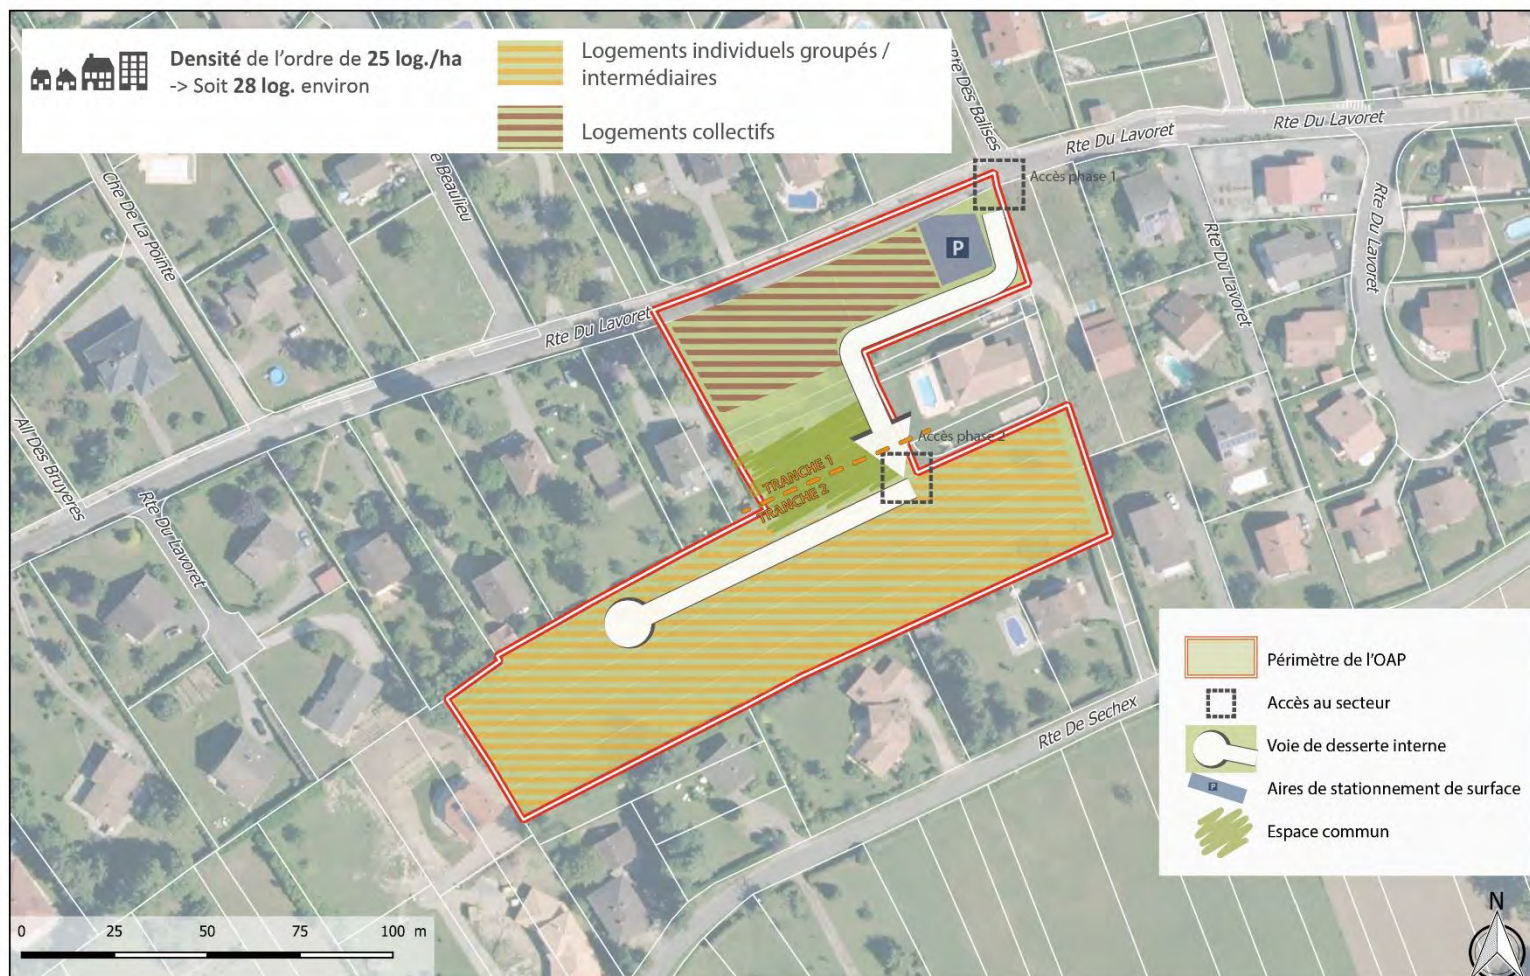 Densité de l'ordre de 25 log./ha
-> Soit 28 log. environ
Logements individuels groupés /
intermédiaires
Logements collectifs
Rte Des Balises
Rte Du Lavoret
Rte Du Lavoret
Accès phase 1
Che De La Pointe
Beaulieu
Rte Du Lavoret
Rte Du Lavoret
P
Rte Du Lavoret
All Des Bruyeres
Rte Du Lavoret
Accès phase 2
TRANCHE 1
TRANCHE 2
Rte De Sechex
Périmètre de l'OAP
Accès au secteur
Voie de desserte interne
P
Aires de stationnement de surface
Espace commun
0 25 50 75 100 m
N